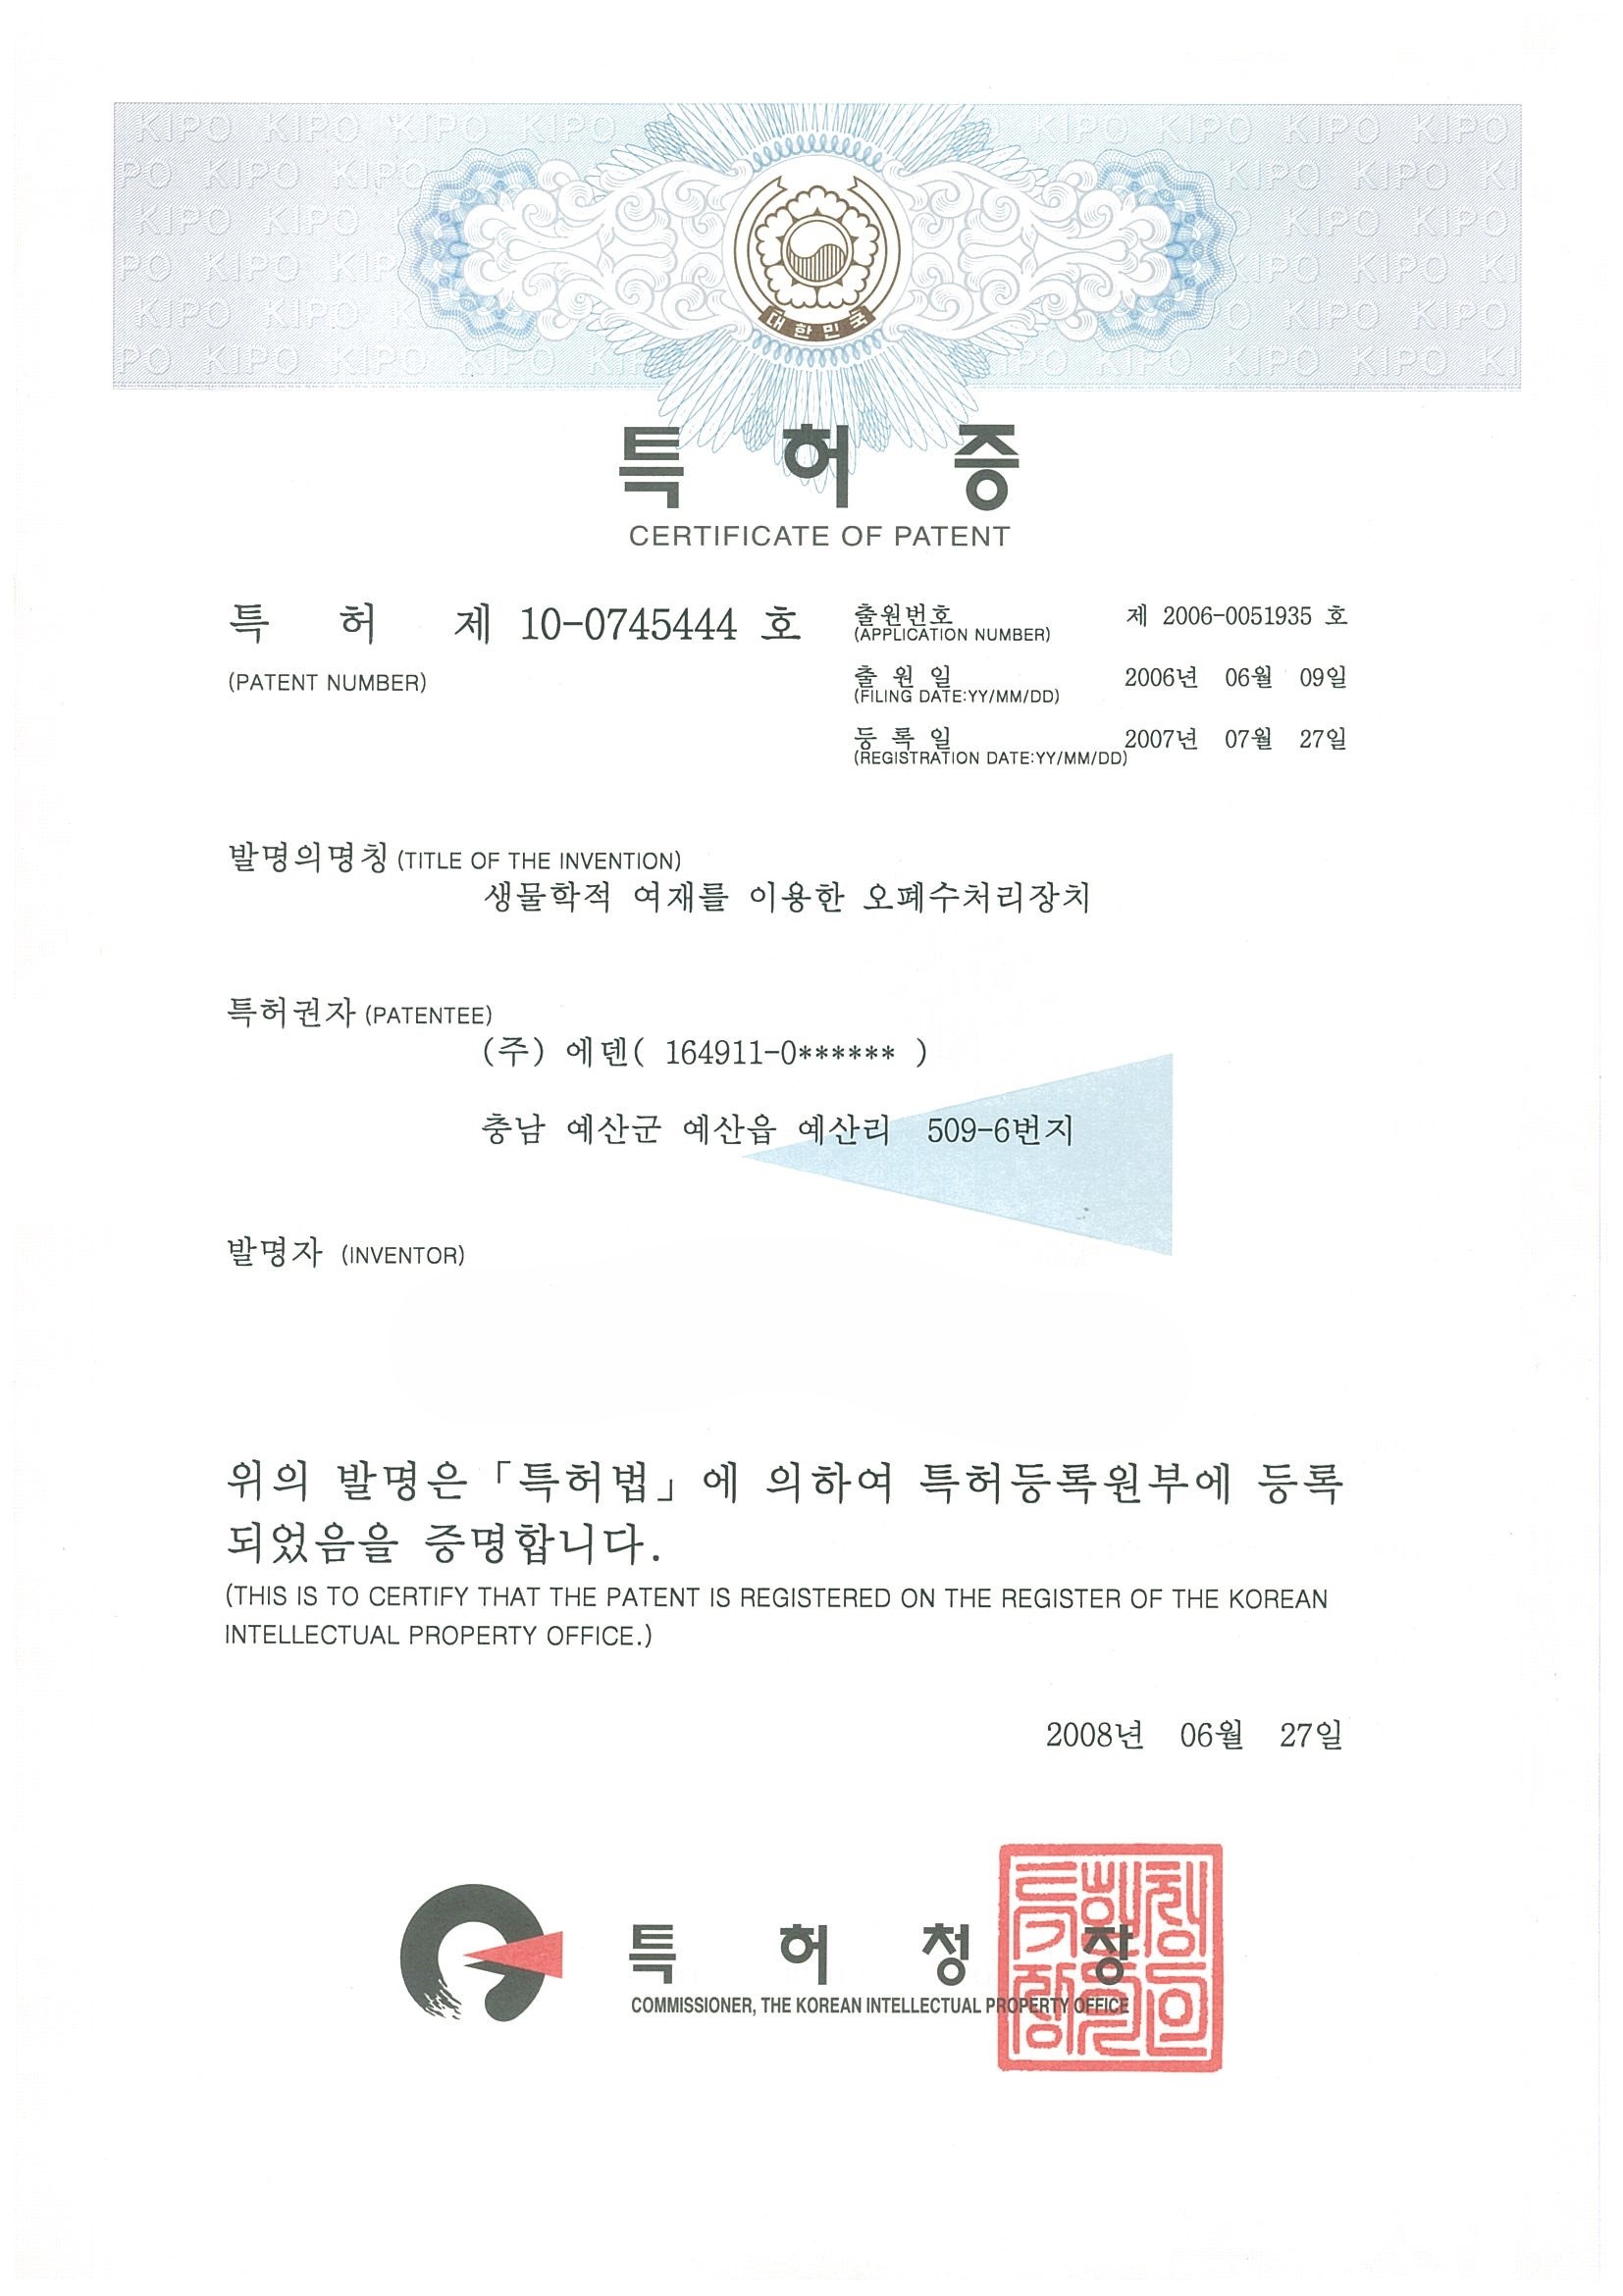 KIPO KIPO KIPO KIPO KIPO KIPO KIPO KIPO
대한민국
특 허 증
CERTIFICATE OF PATENT
특 허 제 10-0745444 호
(PATENT NUMBER)
출원번호 제 2006-0051935 호
(APPLICATION NUMBER)
출 원 일 2006년 06월 09일
(FILING DATE:YY/MM/DD)
등 록 일 2007년 07월 27일
(REGISTRATION DATE:YY/MM/DD)
발명의명칭 (TITLE OF THE INVENTION)
생물학적 여재를 이용한 오폐수처리장치
특허권자 (PATENTEE)
(주) 에덴( 164911-0****** )
충남 예산군 예산읍 예산리 509-6번지
발명자 (INVENTOR)
위의 발명은 「특허법」에 의하여 특허등록원부에 등록
되었음을 증명합니다.
(THIS IS TO CERTIFY THAT THE PATENT IS REGISTERED ON THE REGISTER OF THE KOREAN
INTELLECTUAL PROPERTY OFFICE.)
2008년 06월 27일
특 허 청 장
COMMISSIONER, THE KOREAN INTELLECTUAL PROPERTY OFFICE